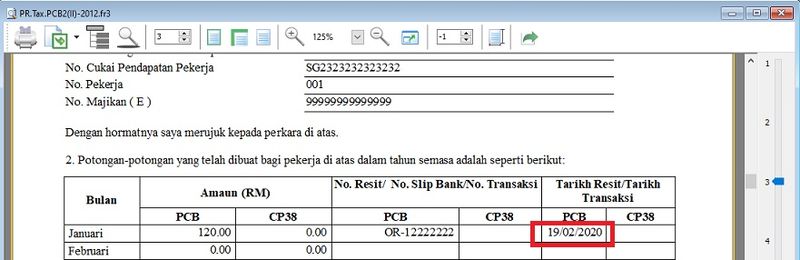 PR.Tax.PCB2(II)-2012.fr3
3
125%
-1
No. Cukai Pendapatan Pekerja SG2323232323232
No. Pekerja 001
No. Majikan ( E ) 99999999999999
Dengan hormatnya saya merujuk kepada perkara di atas.
2. Potongan-potongan yang telah dibuat bagi pekerja di atas dalam tahun semasa adalah seperti berikut:
Bulan Amaun (RM) No. Resit/ No. Slip Bank/No. Transaksi Tarikh Resit/Tarikh Transaksi
PCB CP38 PCB CP38 PCB CP38
Januari 120.00 0.00 OR-12222222 19/02/2020
Februari 0.00 0.00
1
2
3
4